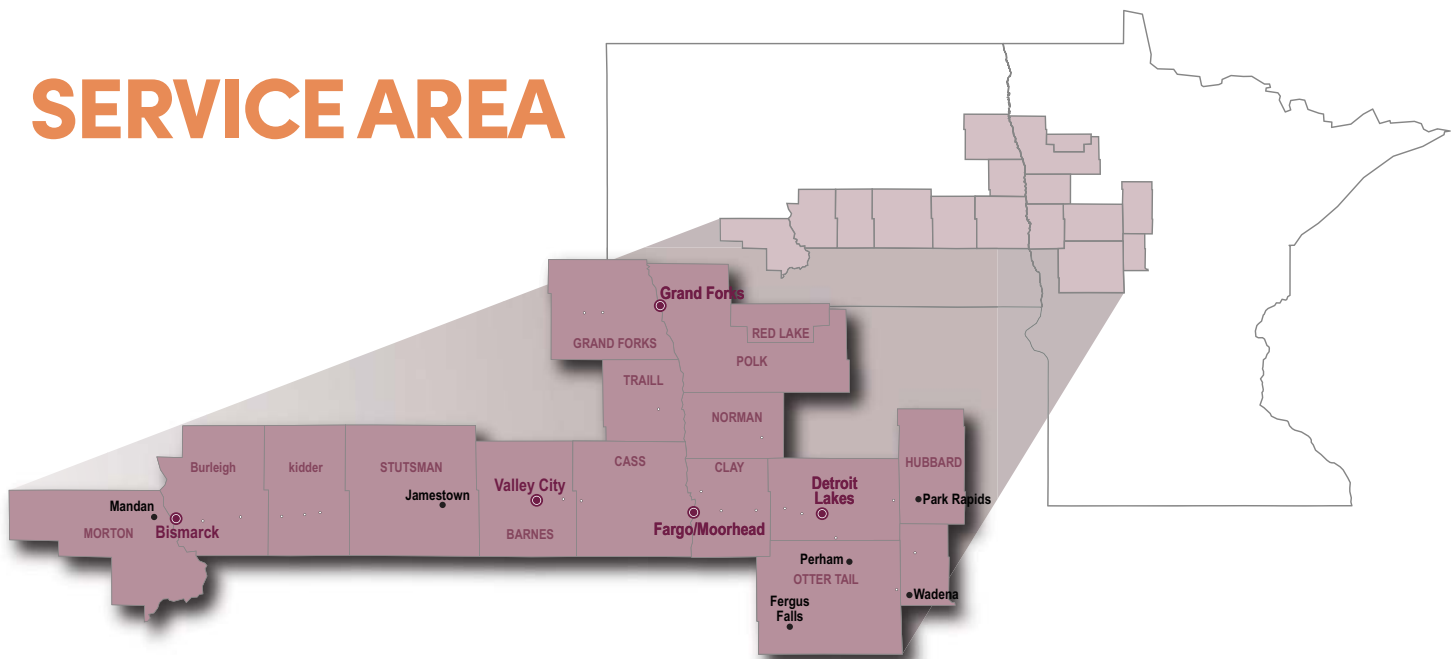 SERVICE AREA
Grand Forks
GRAND FORKS
RED LAKE
POLK
TRAILL
NORMAN
Burleigh
kidder
STUTSMAN
CASS
CLAY
HUBBARD
Mandan
Jamestown
Valley City
Detroit
Lakes
Park Rapids
MORTON
Bismarck
BARNES
Fargo/Moorhead
Perham
OTTER TAIL
Fergus
Falls
Wadena